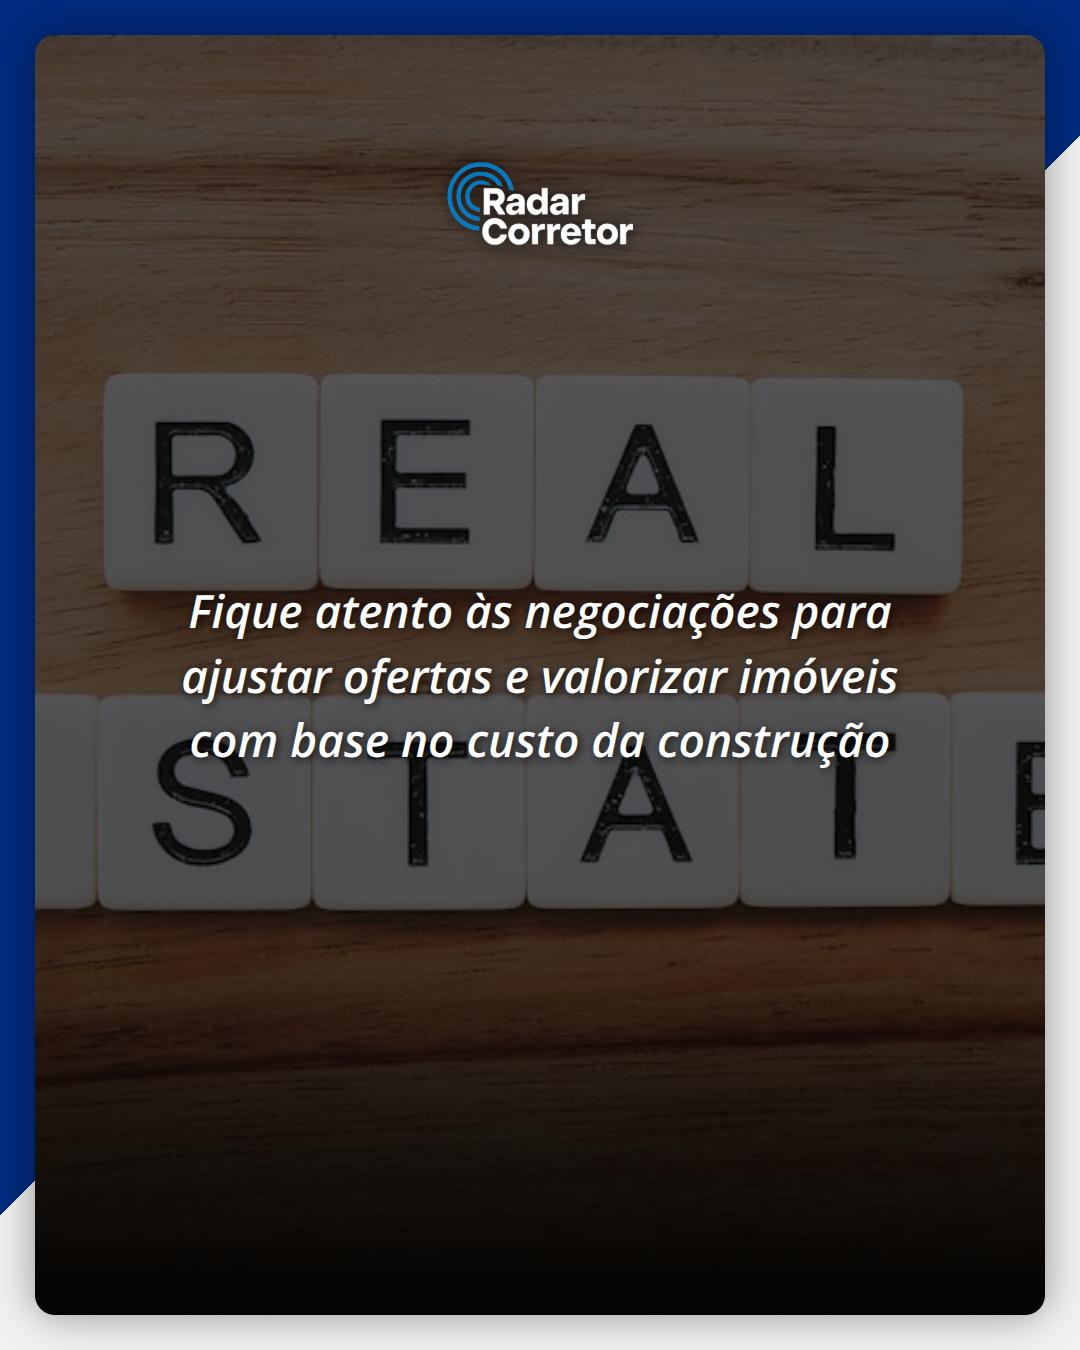 Radar
Corretor
REAL
Fique atento às negociações para
ajustar ofertas e valorizar imóveis
com base no custo da construção
STATE